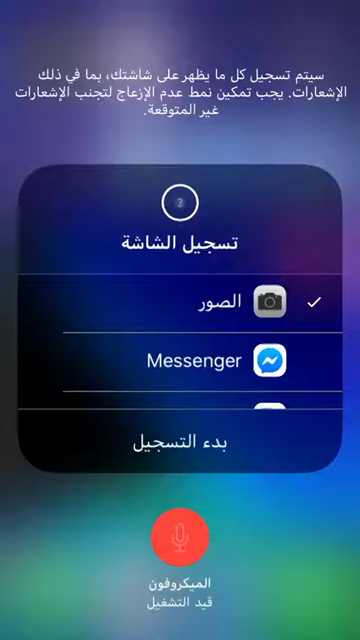 سيتم تسجيل كل ما يظهر على شاشتك، بما في ذلك
الإشعارات. يجب تمكين نمط عدم الإزعاج لتجنب الإشعارات
غير المتوقعة.
تسجيل الشاشة
الصور
Messenger
بدء التسجيل
الميكروفون
قيد التشغيل